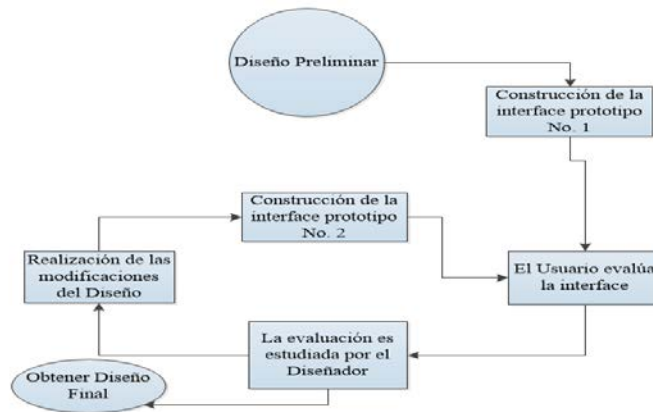 Diseño Preliminar
Construcción de la
interface prototipo
No. 1
Construcción de la
interface prototipo
No. 2
Realización de las
modificaciones
del Diseño
El Usuario evalúa
la interface
La evaluación es
estudiada por el
Diseñador
Obtener Diseño
Final